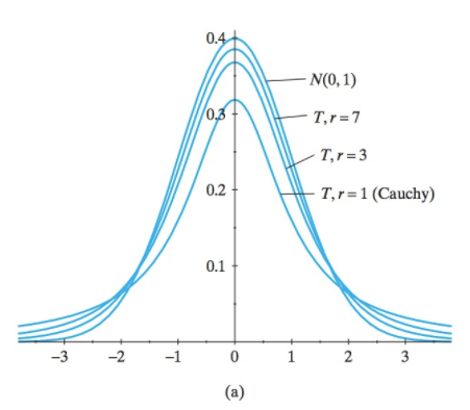 0.4
N(0, 1)
0.3
T, r = 7
T, r = 3
0.2
T, r = 1 (Cauchy)
0.1
−3 −2 −1 0 1 2 3
(a)